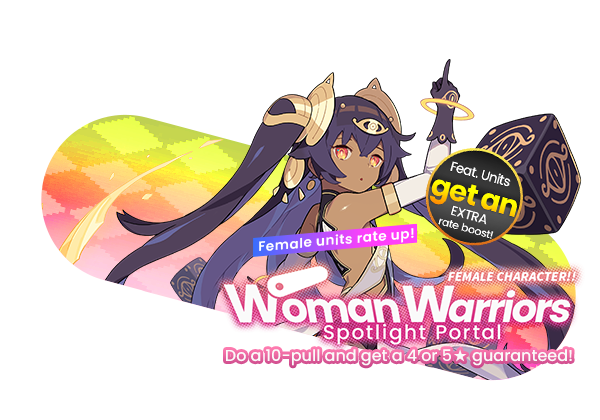 Feat. Units
get an
EXTRA
rate boost!
Female units rate up!
FEMALE CHARACTER!!
Woman Warriors
Spotlight Portal
Do a 10-pull and get a 4 or 5★ guaranteed!